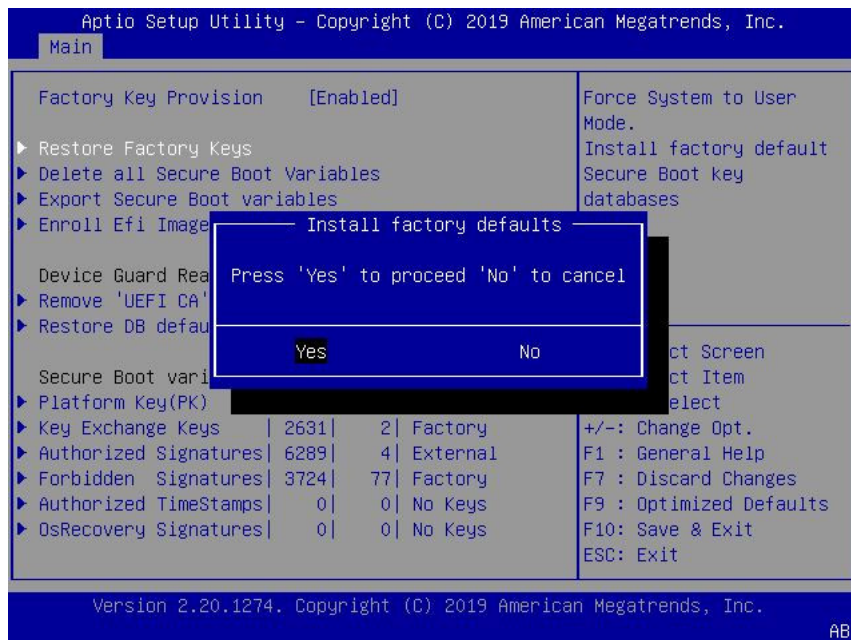 Aptio Setup Utility – Copyright (C) 2019 American Megatrends, Inc.
Main
Factory Key Provision [Enabled]
Restore Factory Keys
Delete all Secure Boot Variables
Export Secure Boot variables
Enroll Efi Image
Device Guard Rea
Remove 'UEFI CA'
Restore DB defau
Secure Boot vari
Platform Key(PK)
Key Exchange Keys | 2631| 2| Factory
Authorized Signatures| 6289| 4| External
Forbidden Signatures| 3724| 77| Factory
Authorized TimeStamps| 0| 0| No Keys
OsRecovery Signatures| 0| 0| No Keys
Install factory defaults
Press 'Yes' to proceed 'No' to cancel
Yes No
Force System to User
Mode.
Install factory default
Secure Boot key
databases
ct Screen
ct Item
elect
+/-: Change Opt.
F1 : General Help
F7 : Discard Changes
F9 : Optimized Defaults
F10: Save & Exit
ESC: Exit
Version 2.20.1274. Copyright (C) 2019 American Megatrends, Inc.
AB